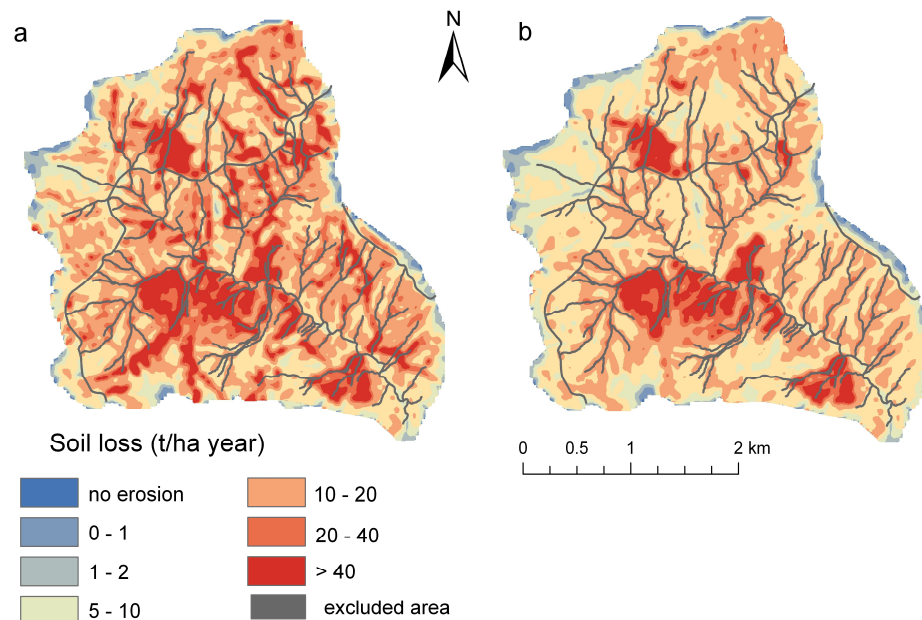 a
N
b
Soil loss (t/ha year)
no erosion
0 - 1
1 - 2
5 - 10
10 - 20
20 - 40
> 40
excluded area
0 0.5 1 2 km